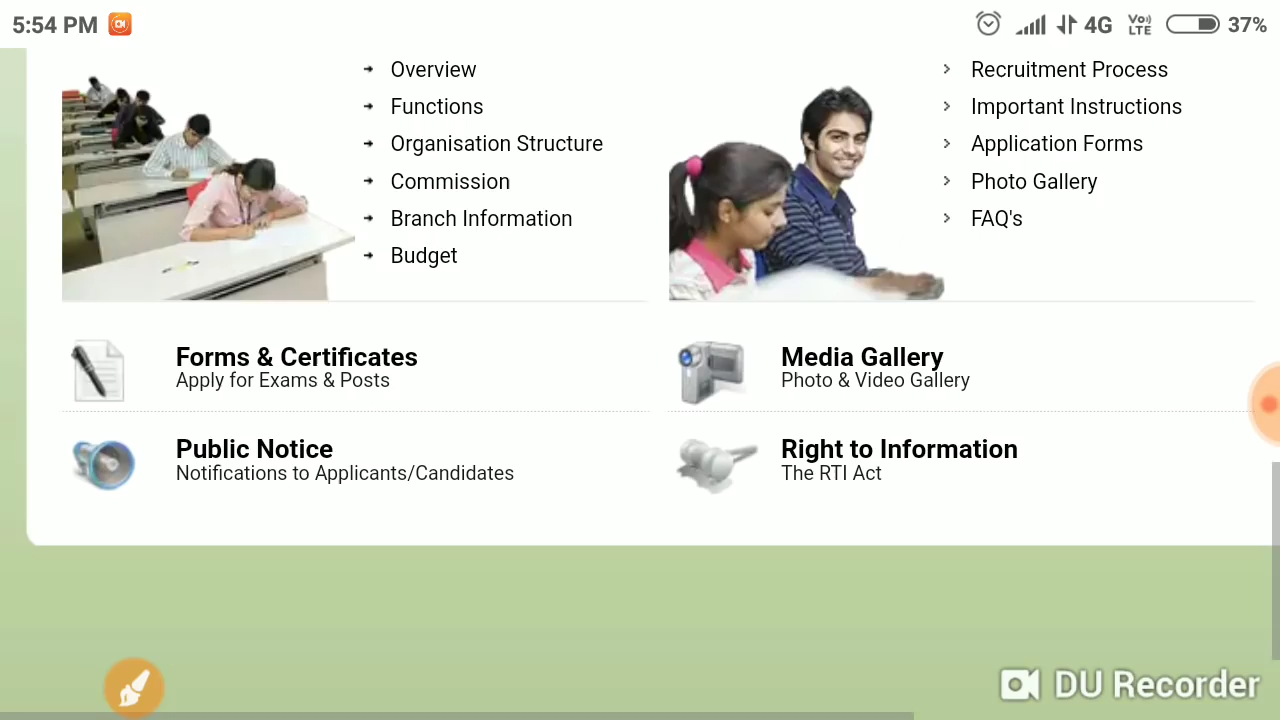 5:54 PM 4G Vo) LTE 37%
Overview
Functions
Organisation Structure
Commission
Branch Information
Budget
Recruitment Process
Important Instructions
Application Forms
Photo Gallery
FAQ's
Forms & Certificates
Apply for Exams & Posts
Media Gallery
Photo & Video Gallery
Public Notice
Notifications to Applicants/Candidates
Right to Information
The RTI Act
DU Recorder